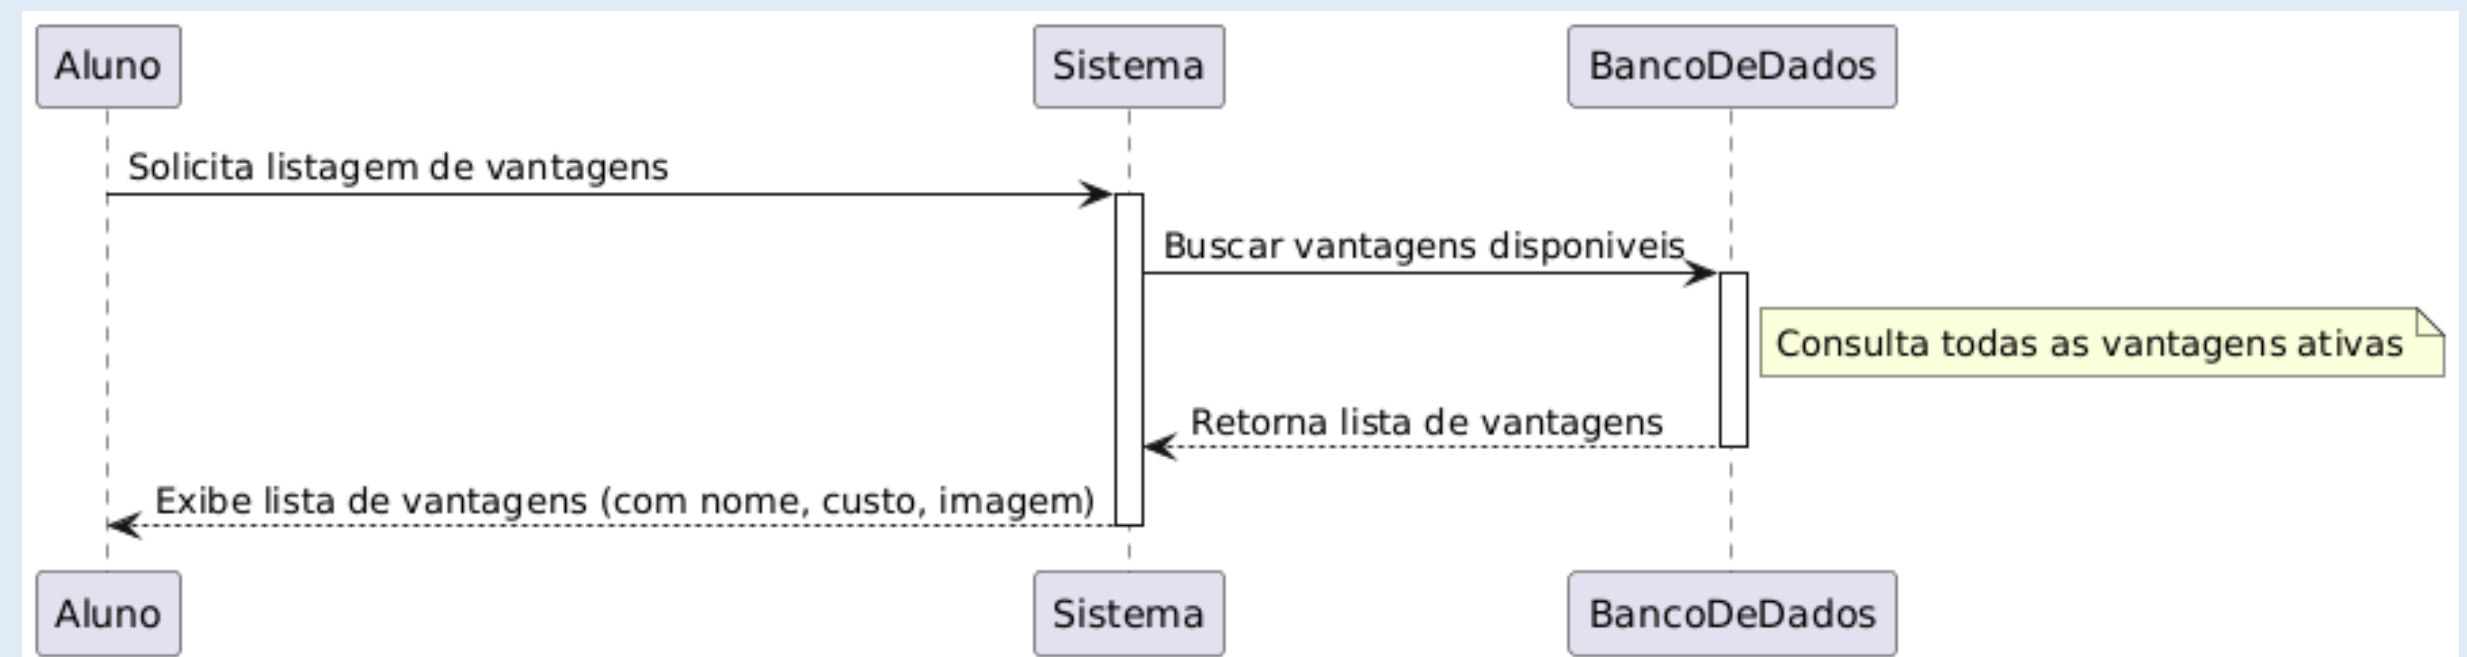 Aluno
Sistema
BancoDeDados
Solicita listagem de vantagens
Buscar vantagens disponiveis
Consulta todas as vantagens ativas
Retorna lista de vantagens
Exibe lista de vantagens (com nome, custo, imagem)
Aluno
Sistema
BancoDeDados